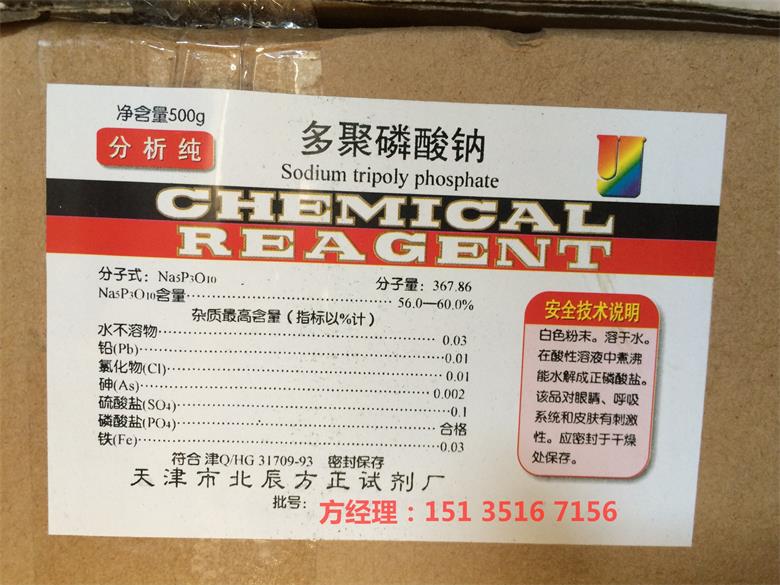 净含量500g
分析纯
多聚磷酸钠
Sodium tripoly phosphate
CHEMICAL
REAGENT
分子式: Na5P3O10 分子量: 367.86
Na5P3O10含量 56.0—60.0%
杂质最高含量(指标以%计)
水不溶物 0.03
铅(Pb) 0.01
氯化物(Cl) 0.01
砷(As) 0.002
硫酸盐(SO4) 0.1
磷酸盐(PO4) 合格
铁(Fe) 0.03
符合 津Q/HG 31709-93 密封保存
天津市北辰方正试剂厂
批号:
方经理：151 3516 7156
安全技术说明
白色粉末。溶于水。
在酸性溶液中煮沸
能水解成正磷酸盐。
该品对眼睛、呼吸
系统和皮肤有刺激
性。应密封于干燥
处保存。